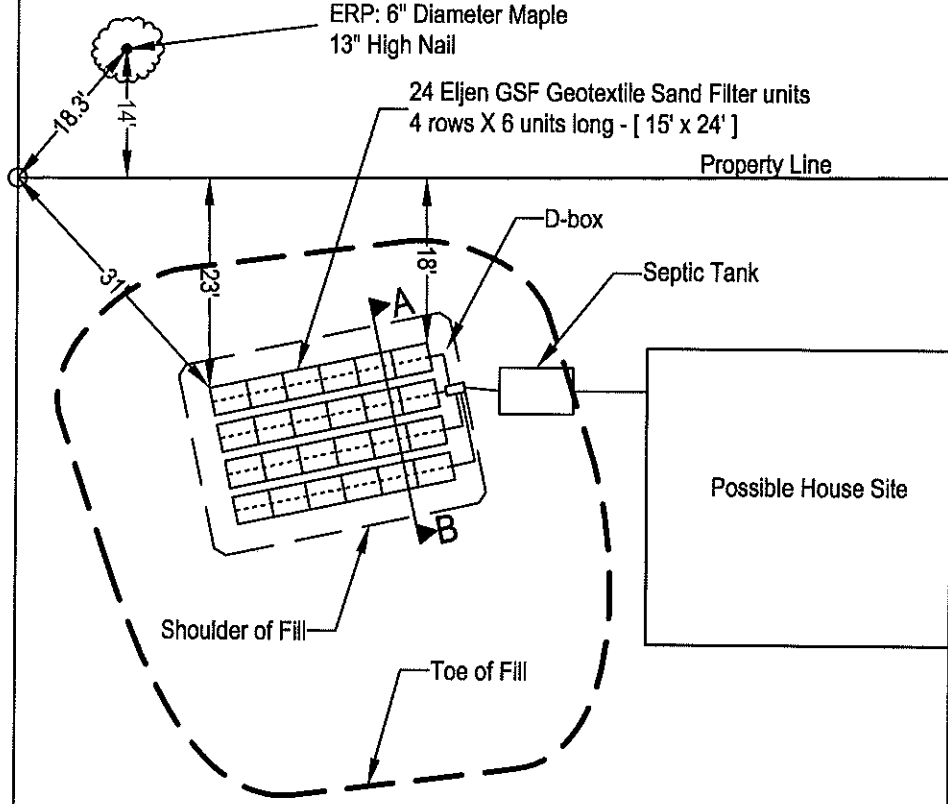 ERP: 6" Diameter Maple
13" High Nail
18.3'
14'
24 Eljen GSF Geotextile Sand Filter units
4 rows X 6 units long - [ 15' x 24' ]
Property Line
D-box
31'
23'
18'
Septic Tank
A
Possible House Site
B
Shoulder of Fill
Toe of Fill